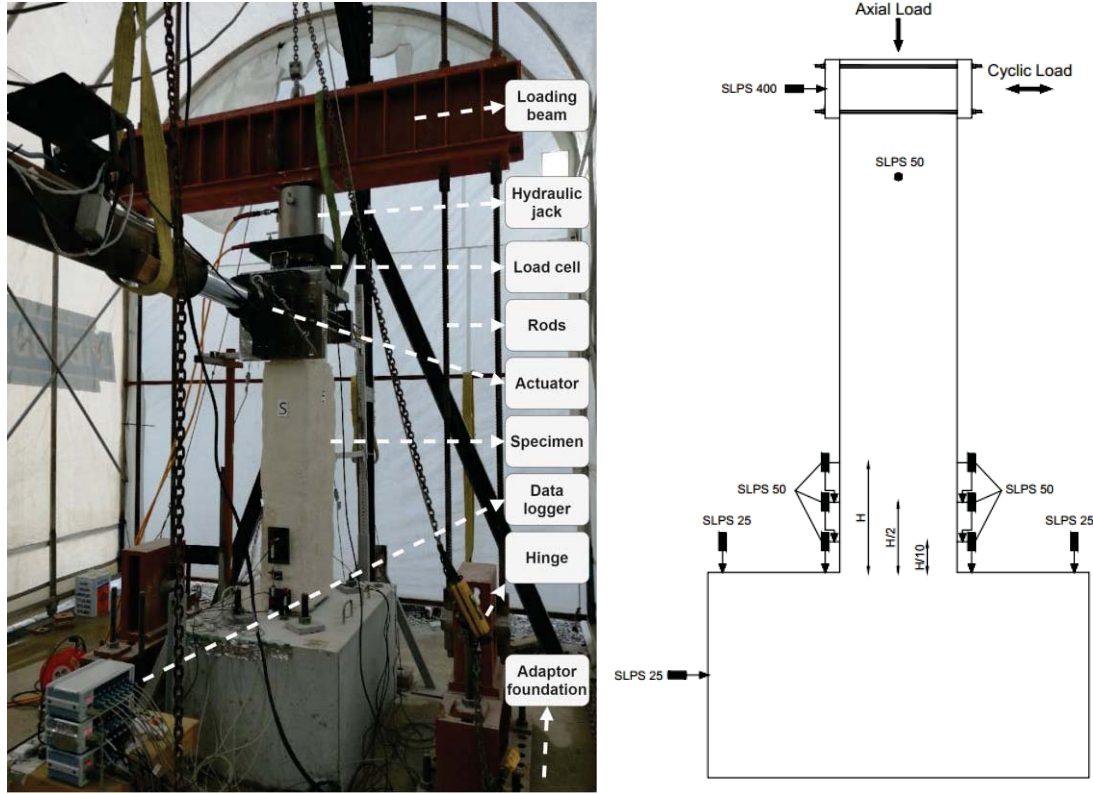 Loading
beam
Hydraulic
jack
Load cell
Rods
Actuator
Specimen
Data
logger
Hinge
Adaptor
foundation
S
Axial Load
SLPS 400
Cyclic Load
SLPS 50
SLPS 50
SLPS 50
SLPS 25
SLPS 25
H
H/2
H/10
SLPS 25